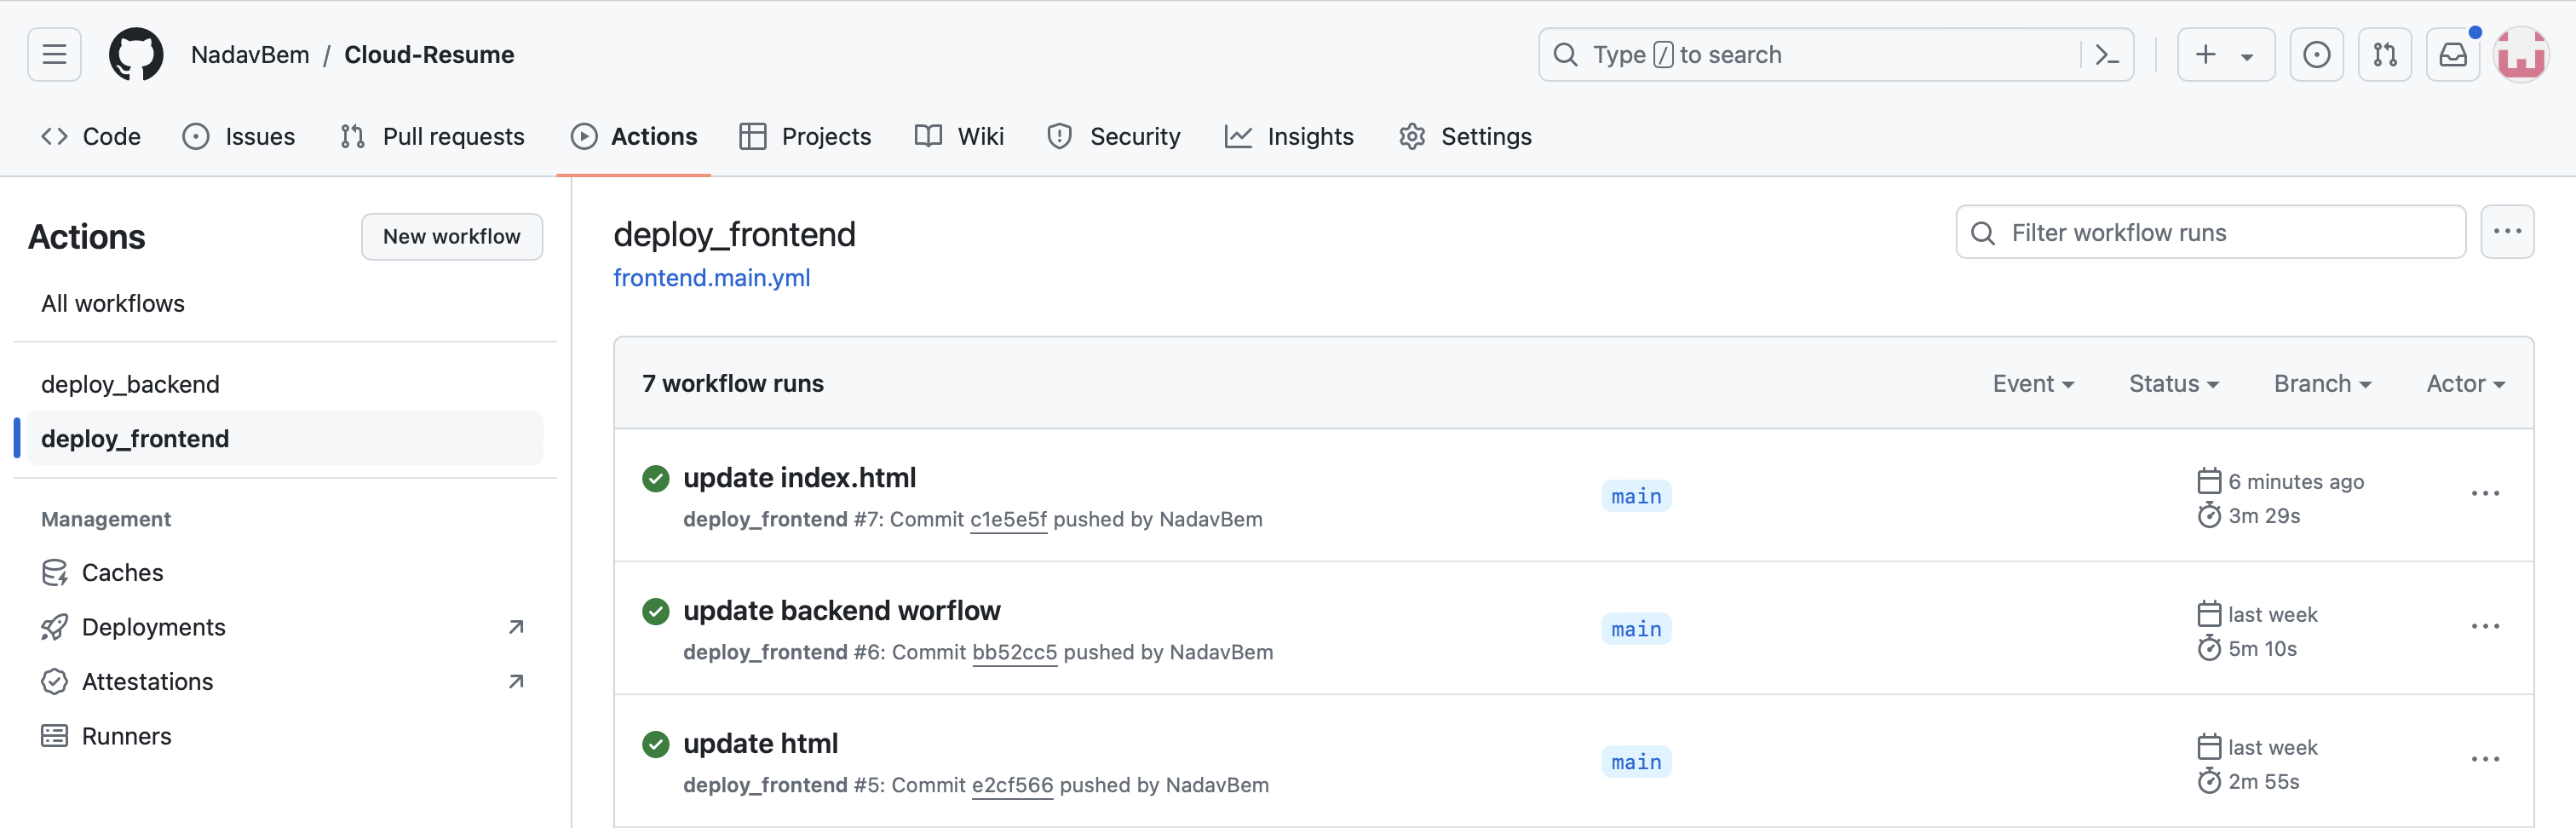 NadavBem / Cloud-Resume
Type / to search
Code Issues Pull requests Actions Projects Wiki Security Insights Settings
Actions
New workflow
All workflows
deploy_backend
deploy_frontend
Management
Caches
Deployments
Attestations
Runners
deploy_frontend
frontend.main.yml
Filter workflow runs
7 workflow runs
Event Status Branch Actor
update index.html
deploy_frontend #7: Commit c1e5e5f pushed by NadavBem
main
6 minutes ago
3m 29s
update backend worflow
deploy_frontend #6: Commit bb52cc5 pushed by NadavBem
main
last week
5m 10s
update html
deploy_frontend #5: Commit e2cf566 pushed by NadavBem
main
last week
2m 55s